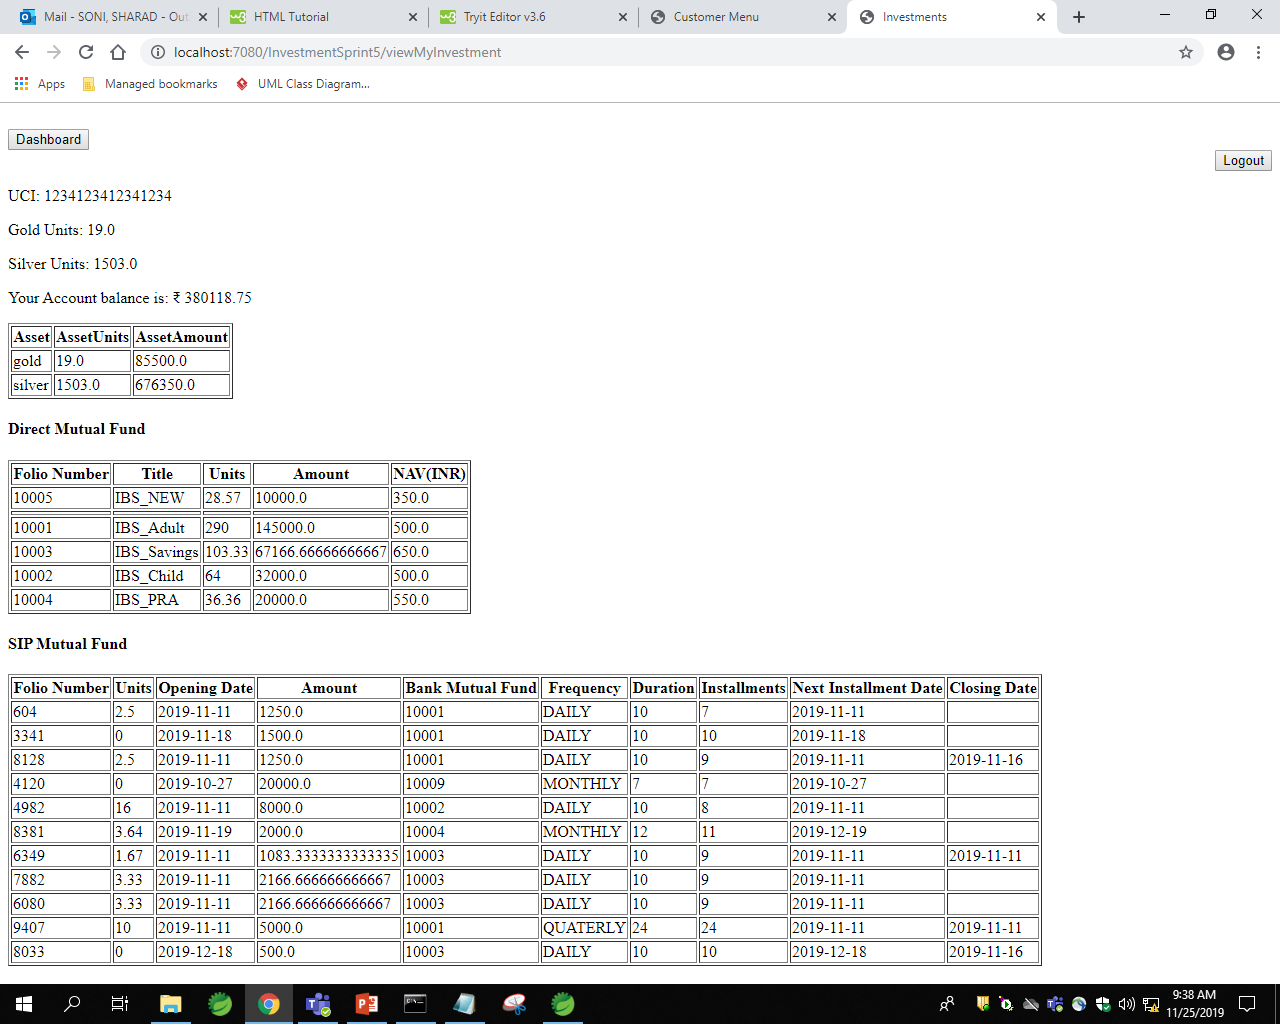 Mail - SONI, SHARAD - Out
HTML Tutorial
Tryit Editor v3.6
Customer Menu
Investments
localhost:7080/InvestmentSprint5/viewMyInvestment
Apps Managed bookmarks UML Class Diagram...
Dashboard
Logout
UCI: 1234123412341234
Gold Units: 19.0
Silver Units: 1503.0
Your Account balance is: ₹ 380118.75
Asset AssetUnits AssetAmount
gold 19.0 85500.0
silver 1503.0 676350.0
Direct Mutual Fund
Folio Number Title Units Amount NAV(INR)
10005 IBS_NEW 28.57 10000.0 350.0
10001 IBS_Adult 290 145000.0 500.0
10003 IBS_Savings 103.33 67166.66666666667 650.0
10002 IBS_Child 64 32000.0 500.0
10004 IBS_PRA 36.36 20000.0 550.0
SIP Mutual Fund
Folio Number Units Opening Date Amount Bank Mutual Fund Frequency Duration Installments Next Installment Date Closing Date
604 2.5 2019-11-11 1250.0 10001 DAILY 10 7 2019-11-11
3341 0 2019-11-18 1500.0 10001 DAILY 10 10 2019-11-18
8128 2.5 2019-11-11 1250.0 10001 DAILY 10 9 2019-11-11 2019-11-16
4120 0 2019-10-27 20000.0 10009 MONTHLY 7 7 2019-10-27
4982 16 2019-11-11 8000.0 10002 DAILY 10 8 2019-11-11
8381 3.64 2019-11-19 2000.0 10004 MONTHLY 12 11 2019-12-19
6349 1.67 2019-11-11 1083.3333333333335 10003 DAILY 10 9 2019-11-11 2019-11-11
7882 3.33 2019-11-11 2166.666666666667 10003 DAILY 10 9 2019-11-11
6080 3.33 2019-11-11 2166.666666666667 10003 DAILY 10 9 2019-11-11
9407 10 2019-11-11 5000.0 10001 QUATERLY 24 24 2019-11-11 2019-11-11
8033 0 2019-12-18 500.0 10003 DAILY 10 10 2019-12-18 2019-11-16
9:38 AM
11/25/2019